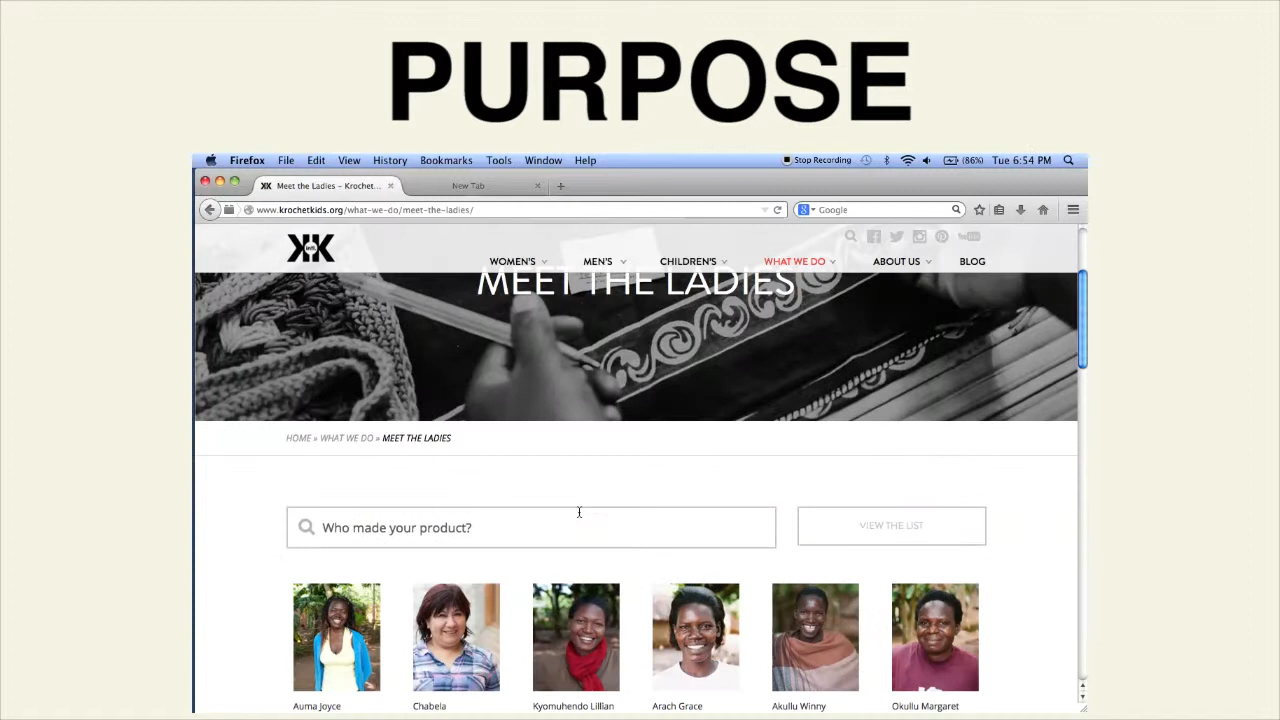 PURPOSE
Firefox File Edit View History Bookmarks Tools Window Help Stop Recording (86%) Tue 6:54 PM
Meet the Ladies – Krochet... New Tab
www.krochetkids.org/what-we-do/meet-the-ladies/ Google
KK intl.
WOMEN'S MEN'S CHILDREN'S WHAT WE DO ABOUT US BLOG
MEET THE LADIES
HOME » WHAT WE DO » MEET THE LADIES
Who made your product? VIEW THE LIST
Auma Joyce Chabela Kyomuhendo Lillian Arach Grace Akullu Winny Okullu Margaret